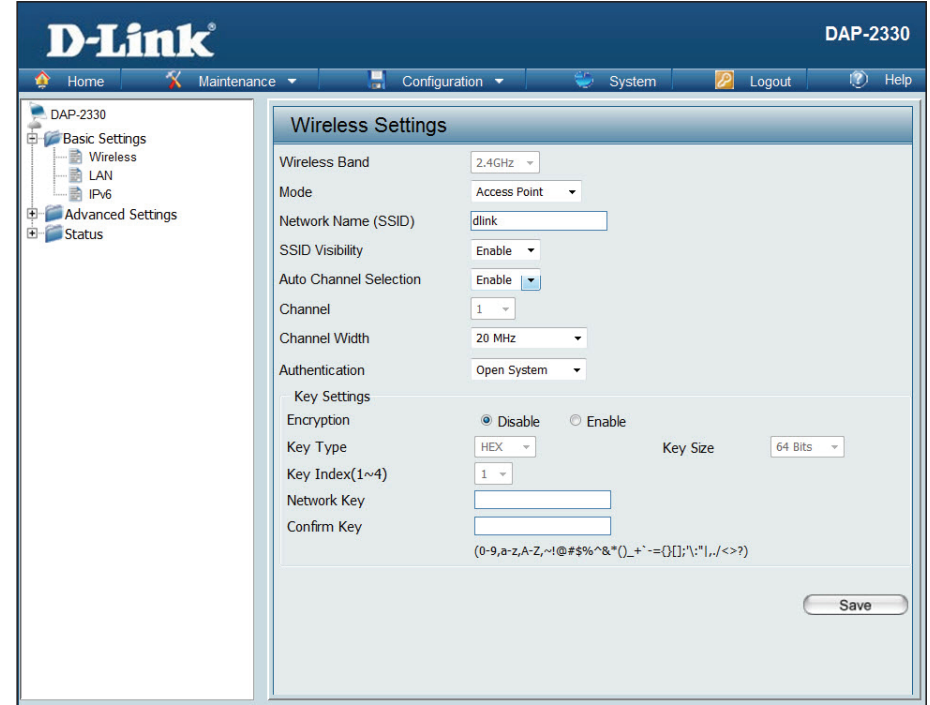 D-Link®
DAP-2330
Home Maintenance Configuration System Logout Help
DAP-2330
Basic Settings
Wireless
LAN
IPv6
Advanced Settings
Status
Wireless Settings
Wireless Band 2.4GHz
Mode Access Point
Network Name (SSID) dlink
SSID Visibility Enable
Auto Channel Selection Enable
Channel 1
Channel Width 20 MHz
Authentication Open System
Key Settings
Encryption Disable Enable
Key Type HEX Key Size 64 Bits
Key Index(1~4) 1
Network Key
Confirm Key
(0-9,a-z,A-Z,~!@#$%^&*()_+`-={}[];'\:"|,./<>?)
Save